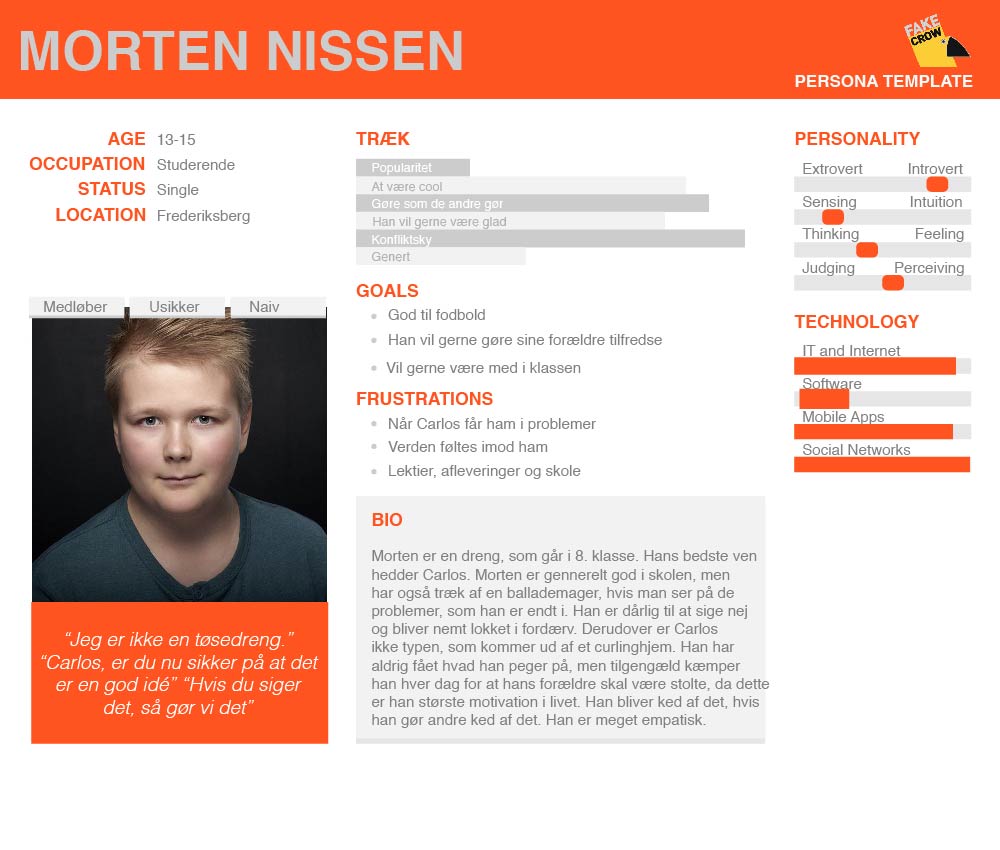 MORTEN NISSEN
FAKE
CROW
PERSONA TEMPLATE
AGE 13-15
OCCUPATION Studerende
STATUS Single
LOCATION Frederiksberg
Medløber Usikker Naiv
“Jeg er ikke en tøsedreng.”
“Carlos, er du nu sikker på at det
er en god idé” “Hvis du siger
det, så gør vi det”
TRÆK
Popularitet
At være cool
Gøre som de andre gør
Han vil gerne være glad
Konfliktsky
Genert
GOALS
God til fodbold
Han vil gerne gøre sine forældre tilfredse
Vil gerne være med i klassen
FRUSTRATIONS
Når Carlos får ham i problemer
Verden føltes imod ham
Lektier, afleveringer og skole
BIO
Morten er en dreng, som går i 8. klasse. Hans bedste ven
hedder Carlos. Morten er gennerelt god i skolen, men
har også træk af en ballademager, hvis man ser på de
problemer, som han er endt i. Han er dårlig til at sige nej
og bliver nemt lokket i fordærv. Derudover er Carlos
ikke typen, som kommer ud af et curlinghjem. Han har
aldrig fået hvad han peger på, men tilgengæld kæmper
han hver dag for at hans forældre skal være stolte, da dette
er han største motivation i livet. Han bliver ked af det, hvis
han gør andre ked af det. Han er meget empatisk.
PERSONALITY
Extrovert Introvert
Sensing Intuition
Thinking Feeling
Judging Perceiving
TECHNOLOGY
IT and Internet
Software
Mobile Apps
Social Networks